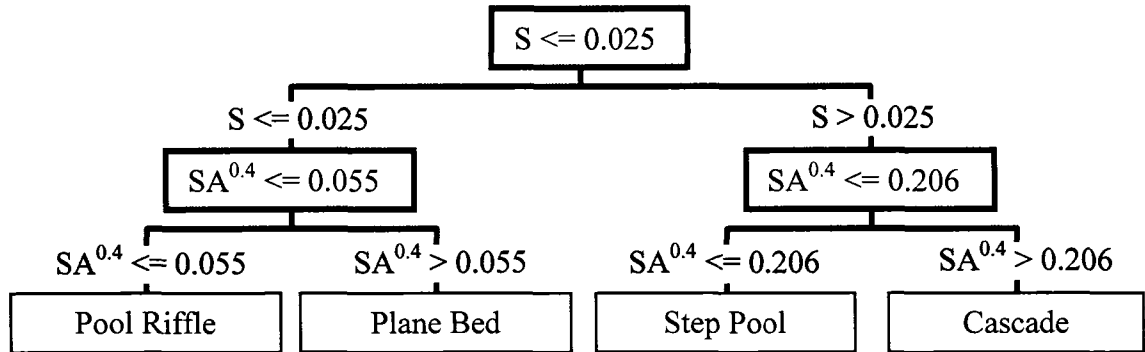 S <= 0.025
S <= 0.025
S > 0.025
SA^0.4 <= 0.055
SA^0.4 <= 0.206
SA^0.4 <= 0.055
SA^0.4 > 0.055
SA^0.4 <= 0.206
SA^0.4 > 0.206
Pool Riffle
Plane Bed
Step Pool
Cascade